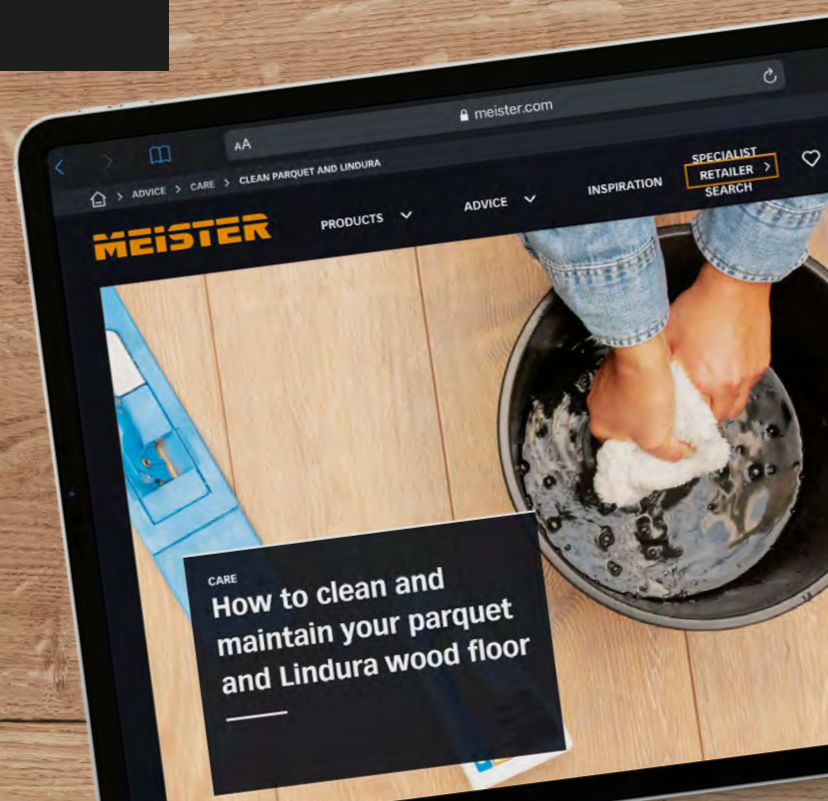 AA
meister.com
> ADVICE > CARE > CLEAN PARQUET AND LINDURA
MEISTER
PRODUCTS
ADVICE
INSPIRATION
SPECIALIST
RETAILER >
SEARCH
CARE
How to clean and
maintain your parquet
and Lindura wood floor